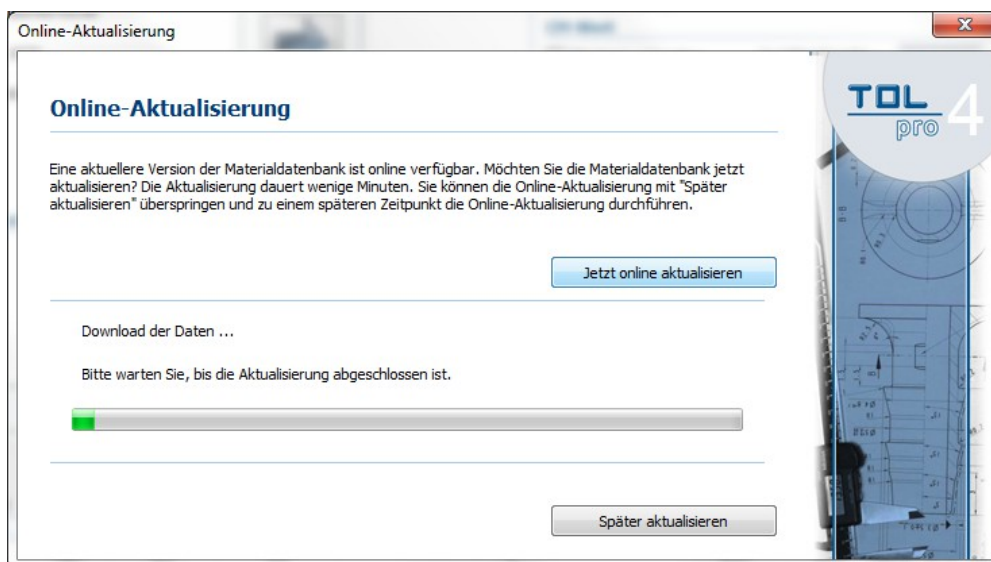 Online-Aktualisierung
Online-Aktualisierung
TOL 4
pro
Eine aktuellere Version der Materialdatenbank ist online verfügbar. Möchten Sie die Materialdatenbank jetzt
aktualisieren? Die Aktualisierung dauert wenige Minuten. Sie können die Online-Aktualisierung mit "Später
aktualisieren" überspringen und zu einem späteren Zeitpunkt die Online-Aktualisierung durchführen.
Jetzt online aktualisieren
Download der Daten ...
Bitte warten Sie, bis die Aktualisierung abgeschlossen ist.
Später aktualisieren
B-B